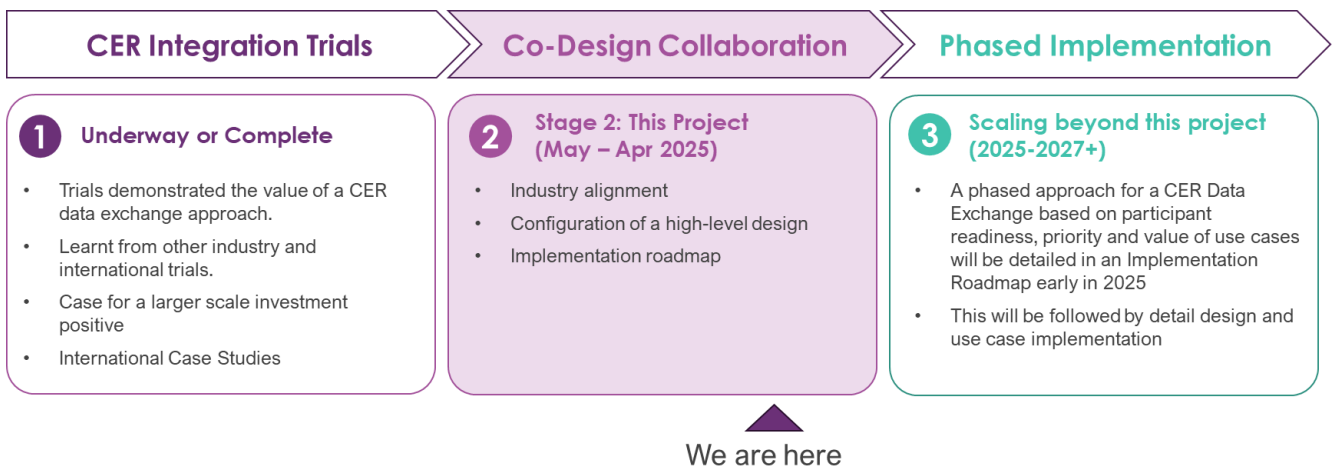 CER Integration Trials
Co-Design Collaboration
Phased Implementation
1
Underway or Complete
• Trials demonstrated the value of a CER
data exchange approach.
• Learnt from other industry and
international trials.
• Case for a larger scale investment
positive
• International Case Studies
2
Stage 2: This Project
(May – Apr 2025)
• Industry alignment
• Configuration of a high-level design
• Implementation roadmap
3
Scaling beyond this project
(2025-2027+)
• A phased approach for a CER Data
Exchange based on participant
readiness, priority and value of use cases
will be detailed in an Implementation
Roadmap early in 2025
• This will be followed by detail design and
use case implementation
We are here